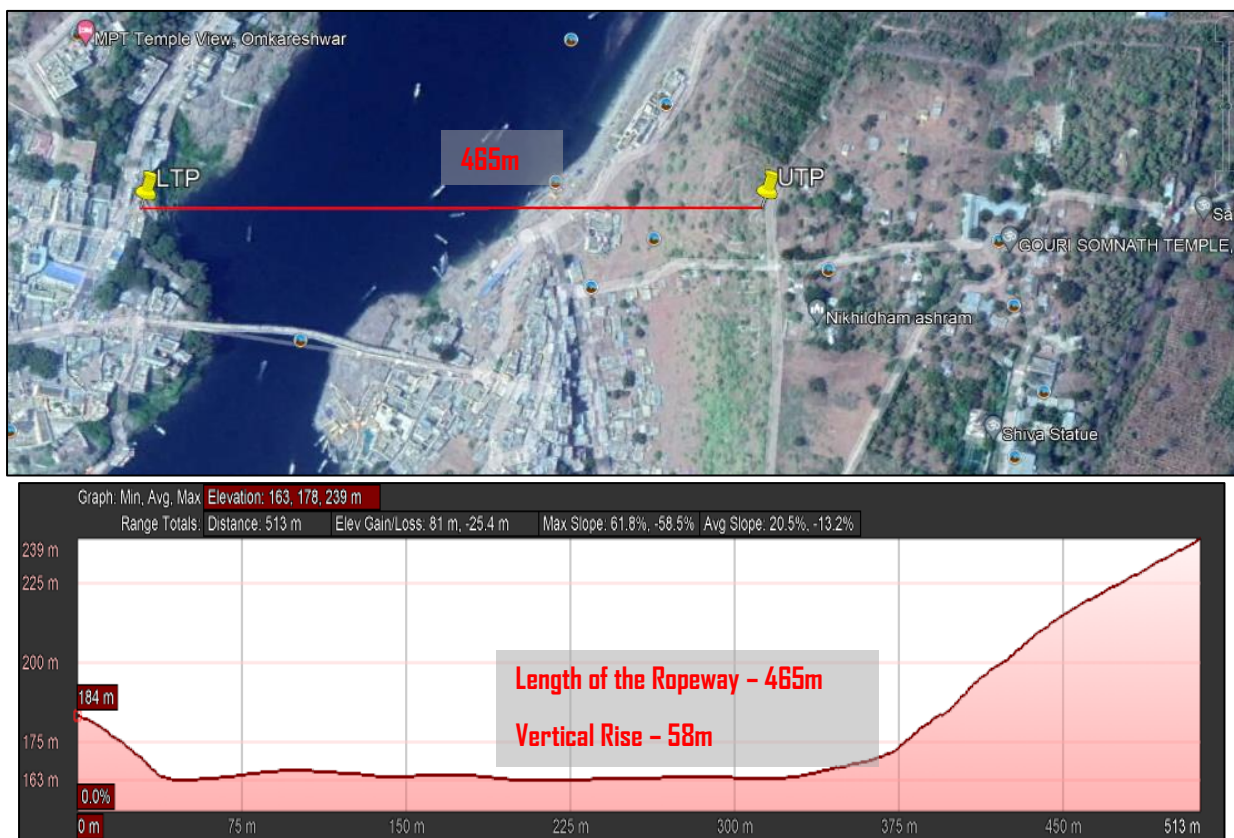 MPT Temple View, Omkareshwar
465m
LTP
UTP
Sa
GOURI SOMNATH TEMPLE,
Nikhildham ashram
Shiva Statue
Graph: Min, Avg, Max Elevation: 163, 178, 239 m
Range Totals: Distance: 513 m Elev Gain/Loss: 81 m, -25.4 m Max Slope: 61.8%, -58.5% Avg Slope: 20.5%, -13.2%
239 m
225 m
200 m
Length of the Ropeway – 465m
184 m
Vertical Rise – 58m
175 m
163 m
0.0%
0 m 75 m 150 m 225 m 300 m 375 m 450 m 513 m